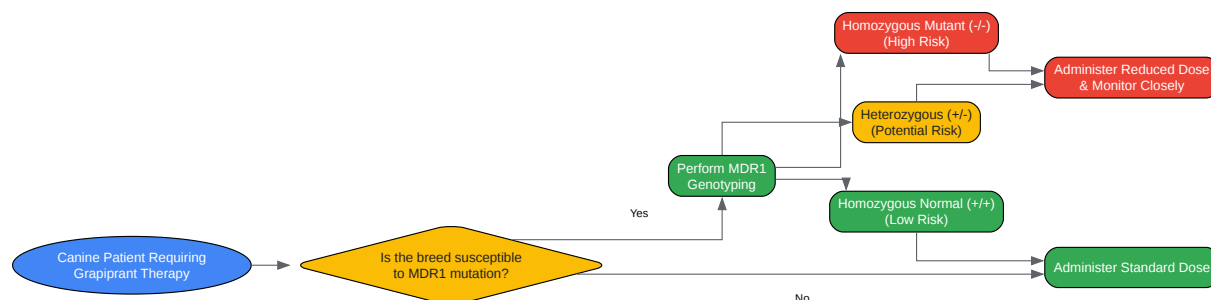 Canine Patient Requiring
Grapiprant Therapy
Is the breed susceptible
to MDR1 mutation?
Yes
No
Perform MDR1
Genotyping
Homozygous Mutant (-/-)
(High Risk)
Heterozygous (+/-)
(Potential Risk)
Homozygous Normal (+/+)
(Low Risk)
Administer Reduced Dose
& Monitor Closely
Administer Standard Dose